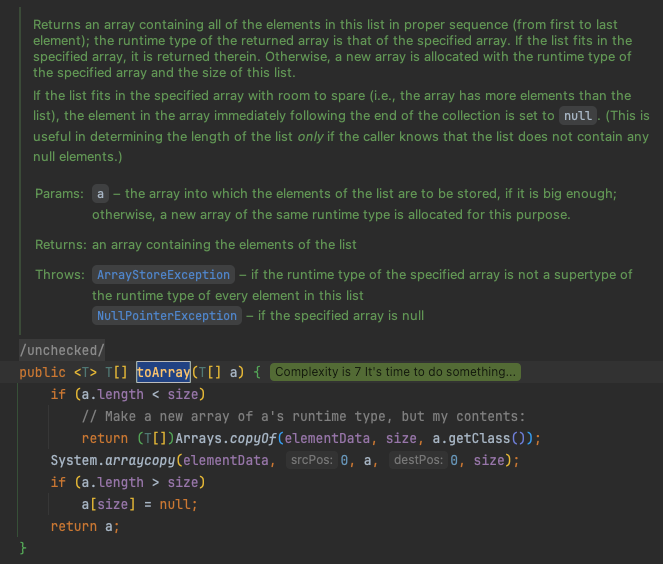 Returns an array containing all of the elements in this list in proper sequence (from first to last
element); the runtime type of the returned array is that of the specified array. If the list fits in the
specified array, it is returned therein. Otherwise, a new array is allocated with the runtime type of
the specified array and the size of this list.
If the list fits in the specified array with room to spare (i.e., the array has more elements than the
list), the element in the array immediately following the end of the collection is set to null. (This is
useful in determining the length of the list only if the caller knows that the list does not contain any
null elements.)
Params: a – the array into which the elements of the list are to be stored, if it is big enough;
otherwise, a new array of the same runtime type is allocated for this purpose.
Returns: an array containing the elements of the list
Throws: ArrayStoreException – if the runtime type of the specified array is not a supertype of
the runtime type of every element in this list
NullPointerException – if the specified array is null
/unchecked/
public <T> T[] toArray(T[] a) { Complexity is 7 It's time to do something...
if (a.length < size)
// Make a new array of a's runtime type, but my contents:
return (T[])Arrays.copyOf(elementData, size, a.getClass());
System.arraycopy(elementData, srcPos: 0, a, destPos: 0, size);
if (a.length > size)
a[size] = null;
return a;
}